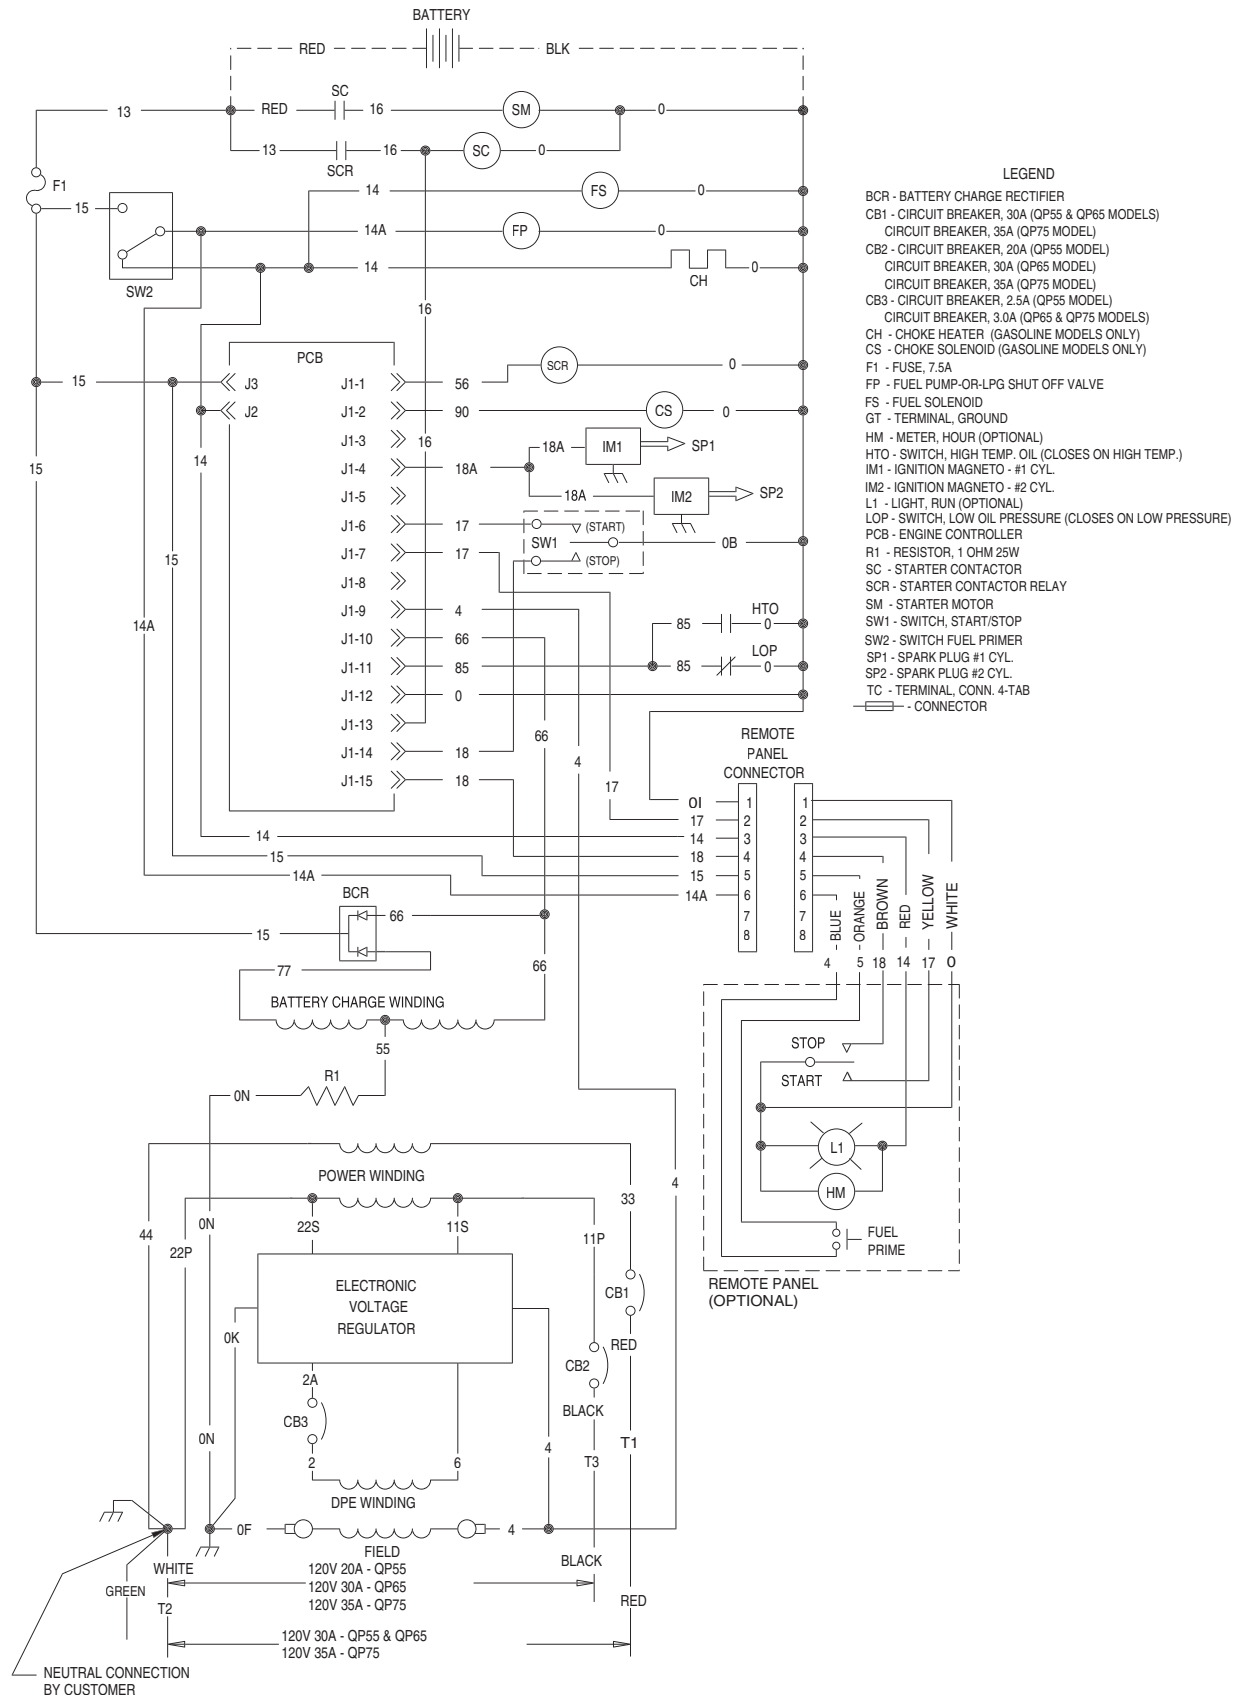 BATTERY
RED
BLK
13
RED
SC
16
SM
0
13
SCR
16
SC
0
F1
14
FS
0
15
14A
FP
0
14
CH
0
SW2
16
PCB
15
J3
J2
J1-1
56
SCR
0
J1-2
90
CS
0
J1-3
16
18A
IM1
SP1
J1-4
18A
14
15
J1-5
18A
IM2
SP2
J1-6
17
(START)
SW1
0B
J1-7
17
(STOP)
15
J1-8
J1-9
4
HTO
85
0
14A
J1-10
66
LOP
J1-11
85
85
0
J1-12
0
J1-13
66
J1-14
18
4
J1-15
18
17
REMOTE
PANEL
CONNECTOR
OI
1
1
17
2
2
14
14
3
3
15
18
4
4
14A
15
5
5
14A
6
6
7
7
8
8
BLUE
ORANGE
BROWN
RED
YELLOW
WHITE
4
5
18
14
17
0
BCR
66
15
77
66
BATTERY CHARGE WINDING
55
R1
0N
STOP
START
L1
HM
FUEL
PRIME
REMOTE PANEL
(OPTIONAL)
POWER WINDING
4
33
44
22P
0N
22S
11S
11P
ELECTRONIC
VOLTAGE
REGULATOR
CB1
RED
0K
CB2
2A
BLACK
CB3
0N
4
T1
T3
2
6
DPE WINDING
0F
4
FIELD
WHITE
120V 20A - QP55
BLACK
GREEN
120V 30A - QP65
120V 35A - QP75
T2
RED
120V 30A - QP55 & QP65
120V 35A - QP75
NEUTRAL CONNECTION
BY CUSTOMER
LEGEND
BCR - BATTERY CHARGE RECTIFIER
CB1 - CIRCUIT BREAKER, 30A (QP55 & QP65 MODELS)
CIRCUIT BREAKER, 35A (QP75 MODEL)
CB2 - CIRCUIT BREAKER, 20A (QP55 MODEL)
CIRCUIT BREAKER, 30A (QP65 MODEL)
CIRCUIT BREAKER, 35A (QP75 MODEL)
CB3 - CIRCUIT BREAKER, 2.5A (QP55 MODEL)
CIRCUIT BREAKER, 3.0A (QP65 & QP75 MODELS)
CH - CHOKE HEATER (GASOLINE MODELS ONLY)
CS - CHOKE SOLENOID (GASOLINE MODELS ONLY)
F1 - FUSE, 7.5A
FP - FUEL PUMP-OR-LPG SHUT OFF VALVE
FS - FUEL SOLENOID
GT - TERMINAL, GROUND
HM - METER, HOUR (OPTIONAL)
HTO - SWITCH, HIGH TEMP. OIL (CLOSES ON HIGH TEMP.)
IM1 - IGNITION MAGNETO - #1 CYL.
IM2 - IGNITION MAGNETO - #2 CYL.
L1 - LIGHT, RUN (OPTIONAL)
LOP - SWITCH, LOW OIL PRESSURE (CLOSES ON LOW PRESSURE)
PCB - ENGINE CONTROLLER
R1 - RESISTOR, 1 OHM 25W
SC - STARTER CONTACTOR
SCR - STARTER CONTACTOR RELAY
SM - STARTER MOTOR
SW1 - SWITCH, START/STOP
SW2 - SWITCH FUEL PRIMER
SP1 - SPARK PLUG #1 CYL.
SP2 - SPARK PLUG #2 CYL.
TC - TERMINAL, CONN. 4-TAB
- CONNECTOR